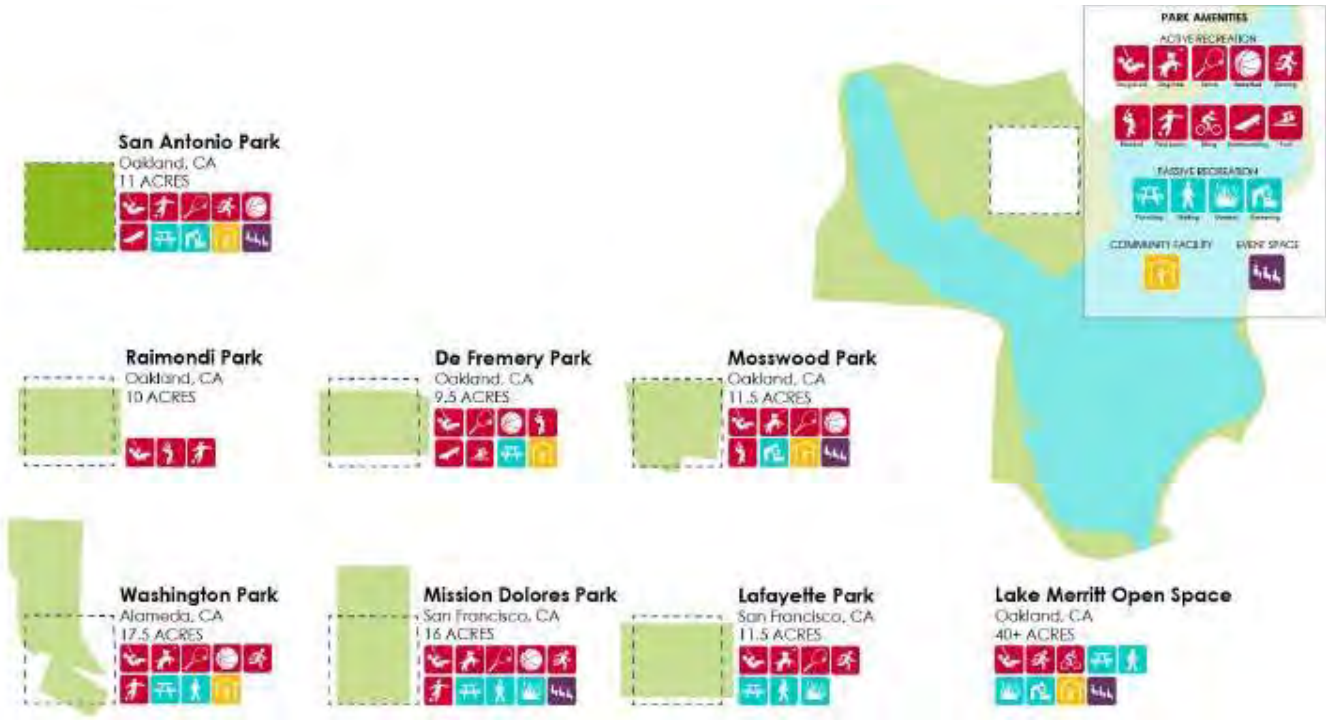 PARK AMENITIES
ACTIVE RECREATION
PASSIVE RECREATION
COMMUNITY FACILITY
EVENT SPACE
San Antonio Park
Oakland, CA
11 ACRES
Raimondi Park
Oakland, CA
10 ACRES
De Fremery Park
Oakland, CA
9.5 ACRES
Mosswood Park
Oakland, CA
11.5 ACRES
Washington Park
Alameda, CA
17.5 ACRES
Mission Dolores Park
San Francisco, CA
16 ACRES
Lafayette Park
San Francisco, CA
11.5 ACRES
Lake Merritt Open Space
Oakland, CA
40+ ACRES